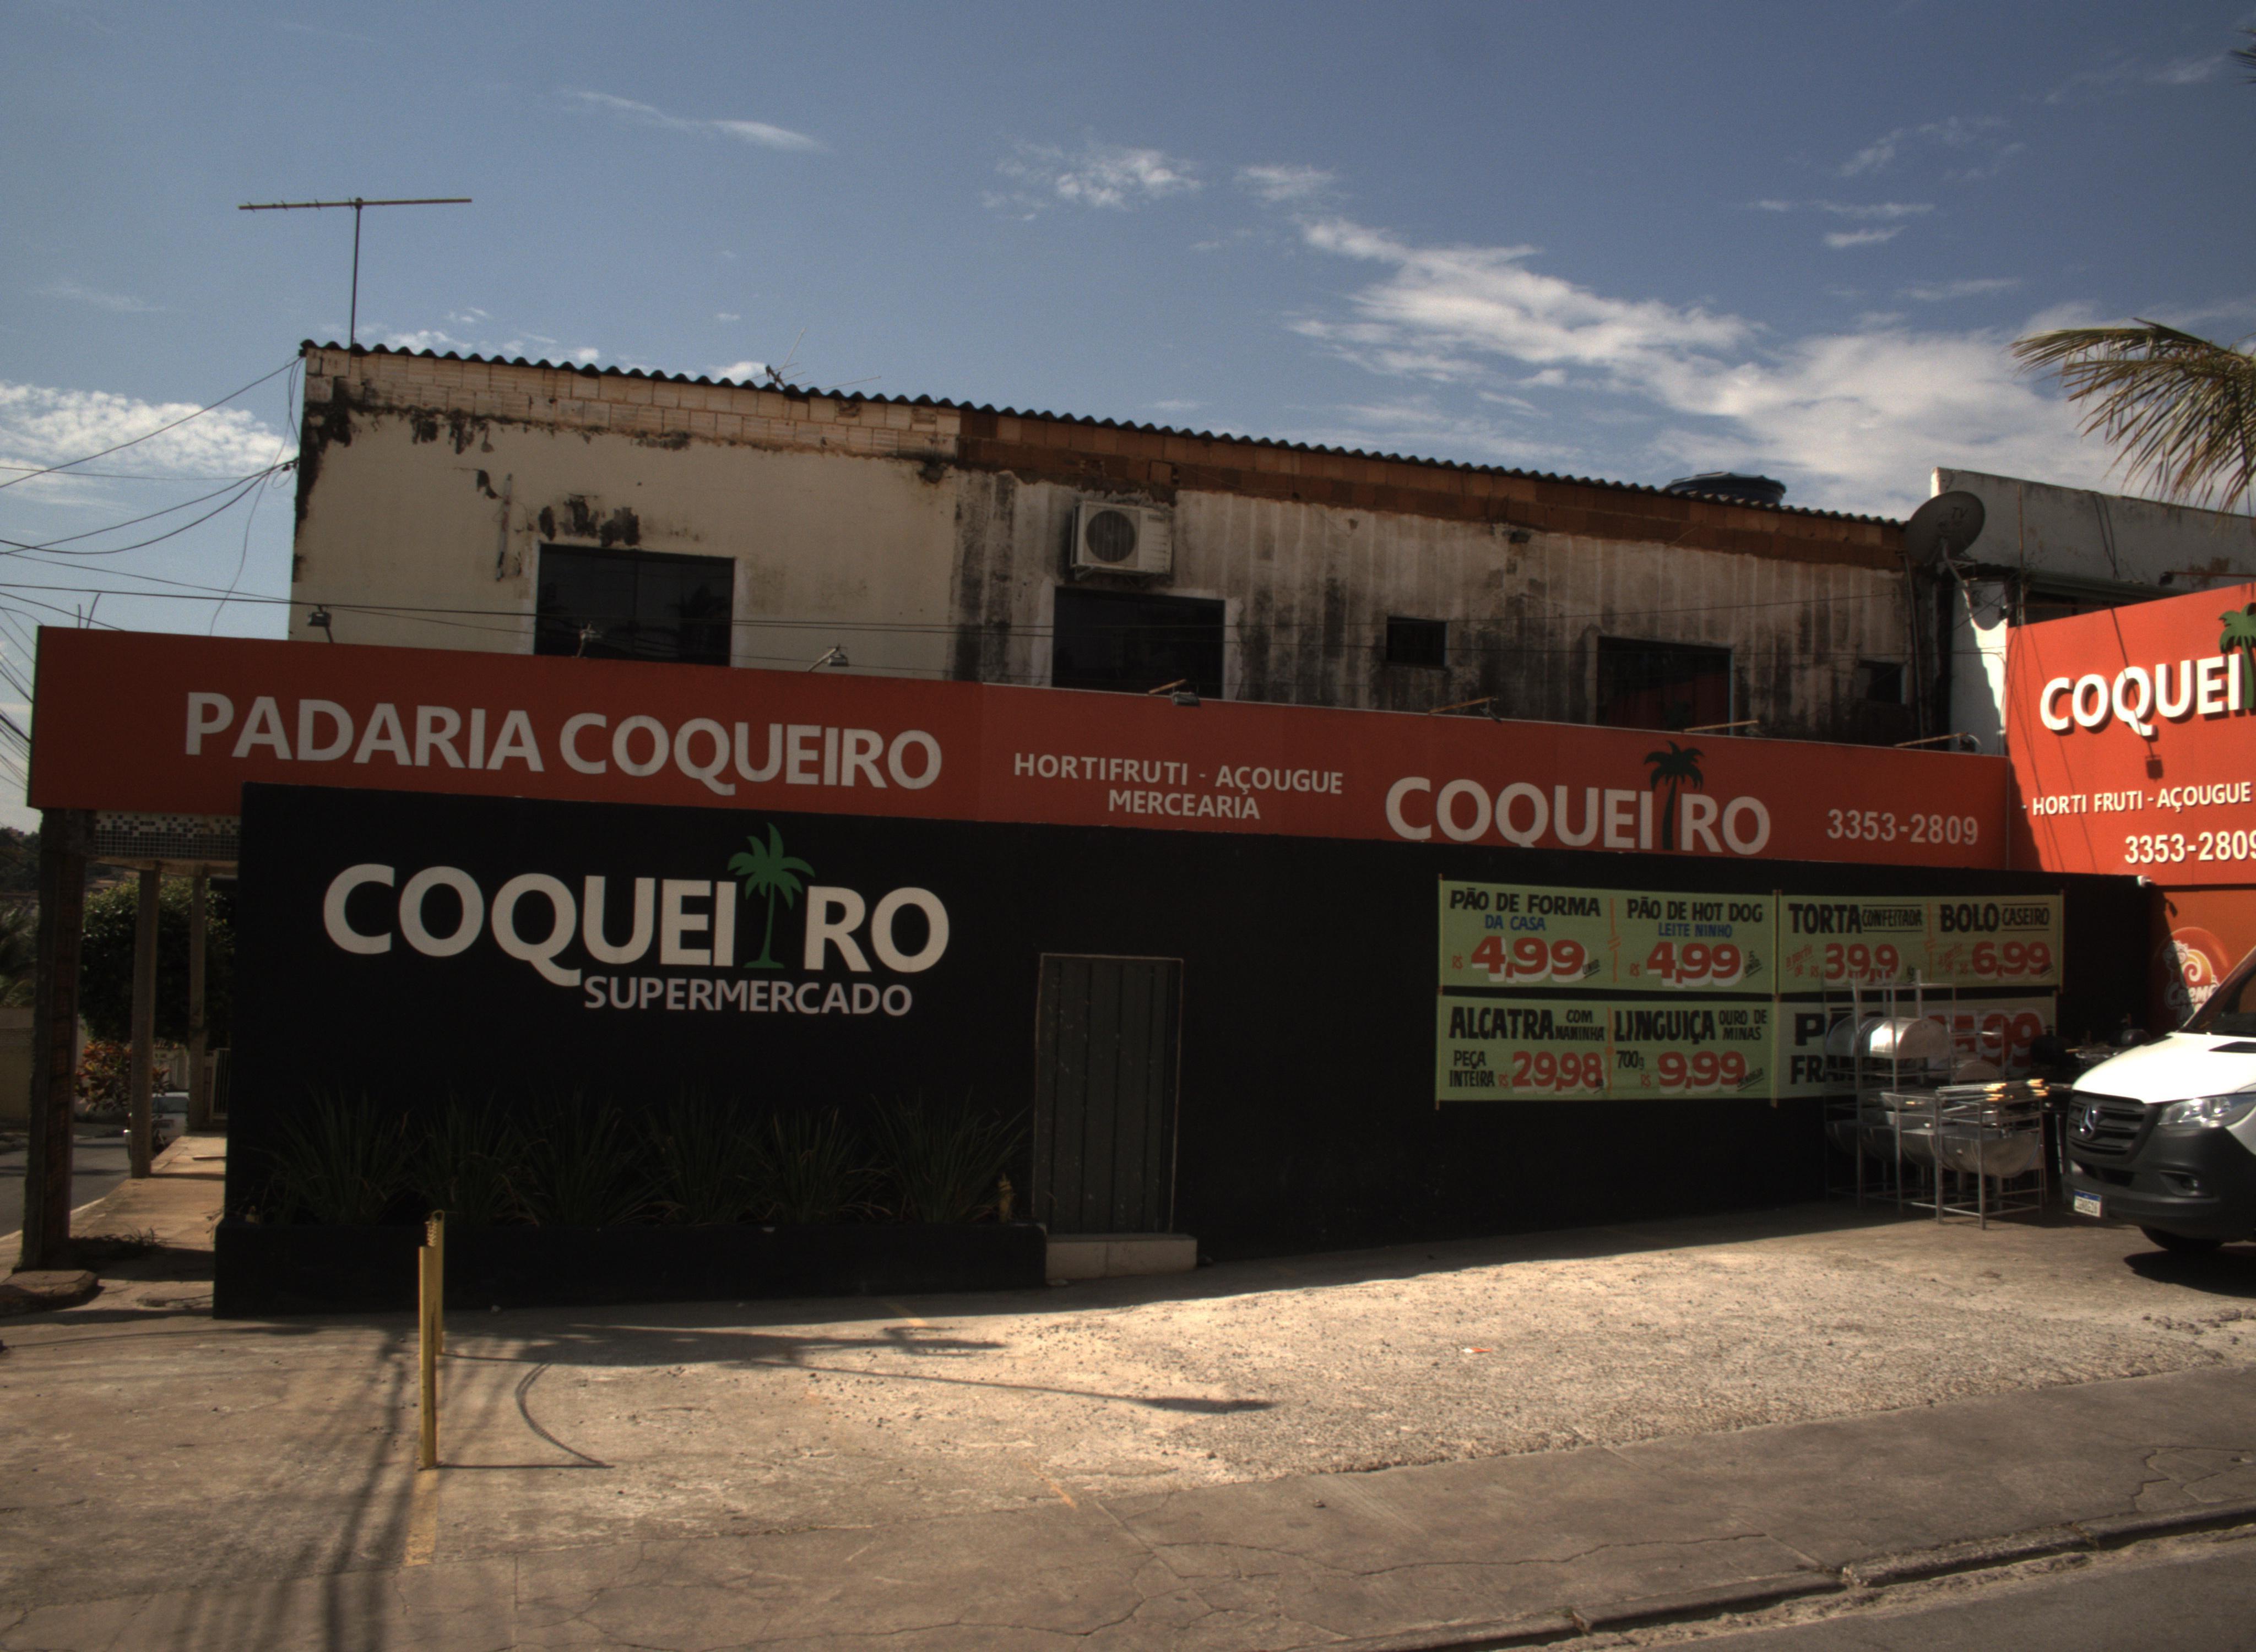 PADARIA COQUEIRO
HORTIFRUTI - AÇOUGUE
MERCEARIA
COQUEIRO
3353-2809
COQUEI
HORTI FRUTI - AÇOUGUE
3353-2809
COQUEIRO
SUPERMERCADO
PÃO DE FORMA
DA CASA
R$ 4,99
PÃO DE HOT DOG
LEITE NINHO
R$ 4,99
TORTA CONFEITADA
R$ 39,9
BOLO CASEIRO
R$ 6,99
ALCATRA COM MAMINHA
PEÇA
INTEIRA R$ 29,98
LINGUIÇA OURO DE MINAS
700g R$ 9,99